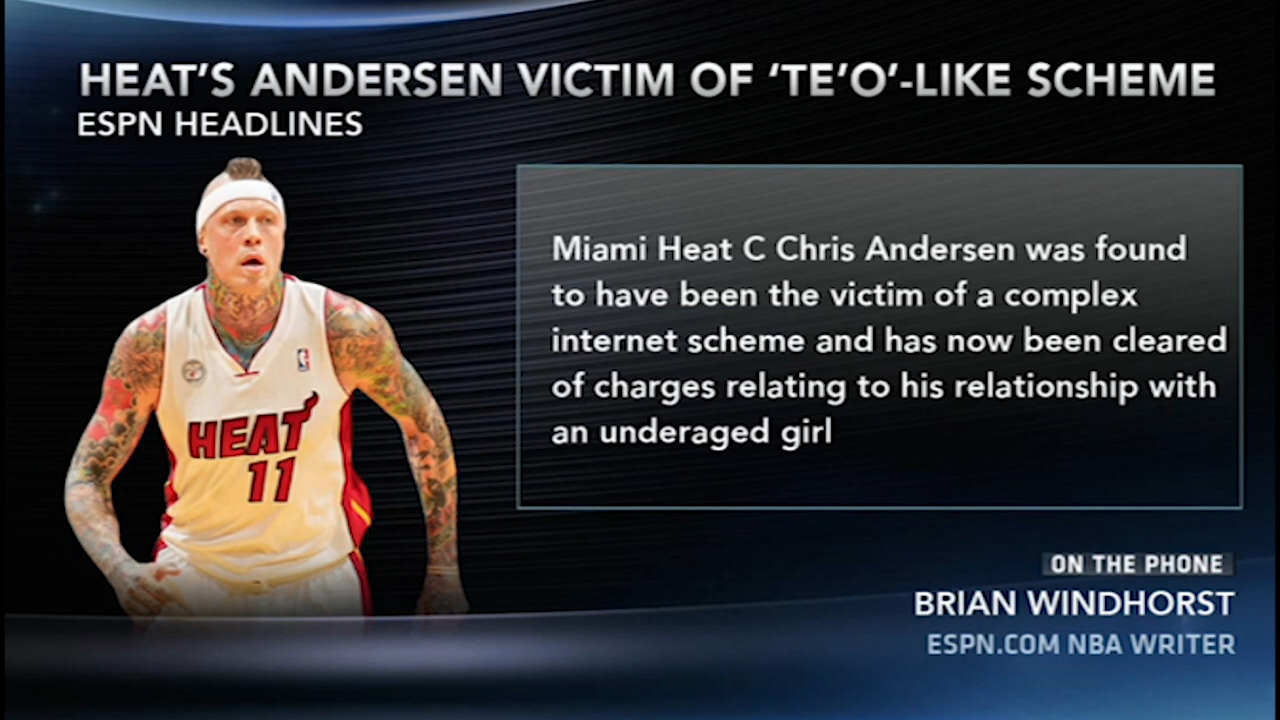 HEAT'S ANDERSEN VICTIM OF 'TE'O'-LIKE SCHEME
ESPN HEADLINES
Miami Heat C Chris Andersen was found
to have been the victim of a complex
internet scheme and has now been cleared
of charges relating to his relationship with
an underaged girl
HEAT
11
ON THE PHONE
BRIAN WINDHORST
ESPN.COM NBA WRITER